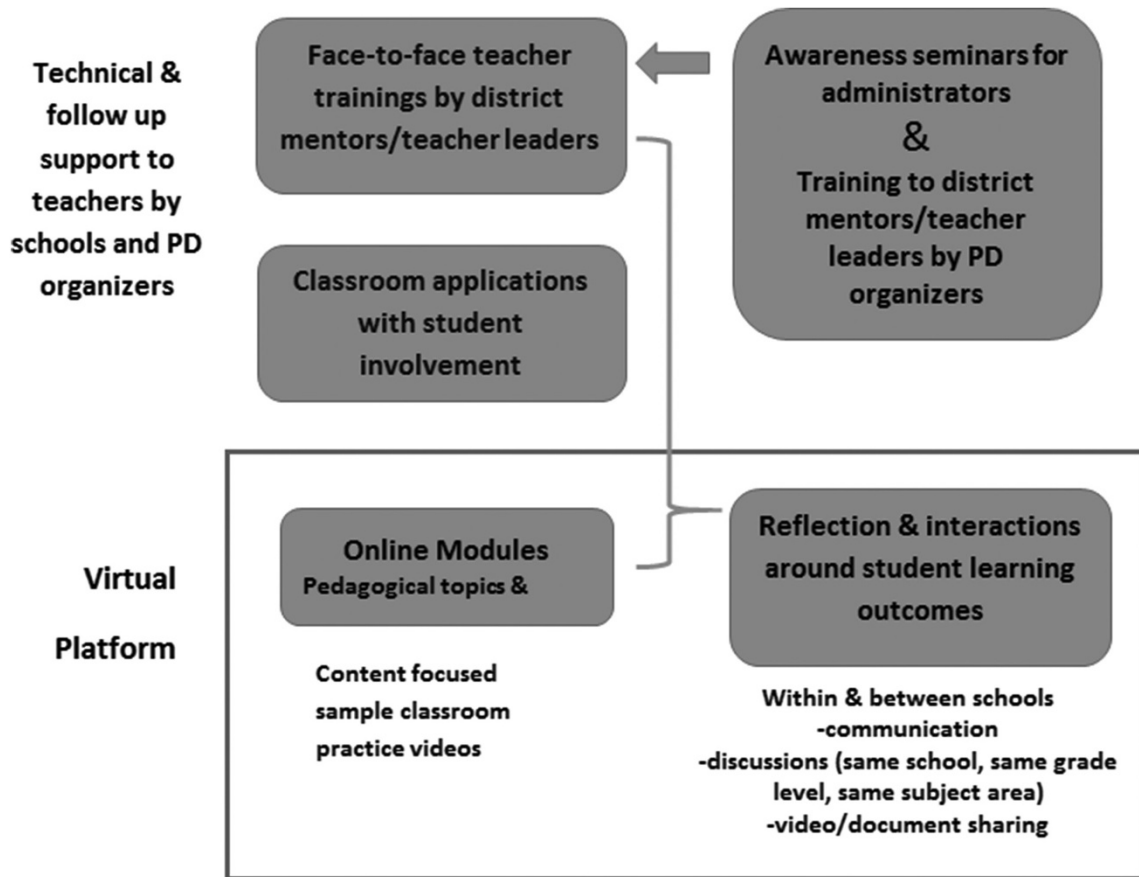 Technical &
follow up
support to
teachers by
schools and PD
organizers
Face-to-face teacher
trainings by district
mentors/teacher leaders
Awareness seminars for
administrators
&
Training to district
mentors/teacher
leaders by PD
organizers
Classroom applications
with student
involvement
Virtual
Platform
Online Modules
Pedagogical topics &
Content focused
sample classroom
practice videos
Reflection & interactions
around student learning
outcomes
Within & between schools
-communication
-discussions (same school, same grade
level, same subject area)
-video/document sharing